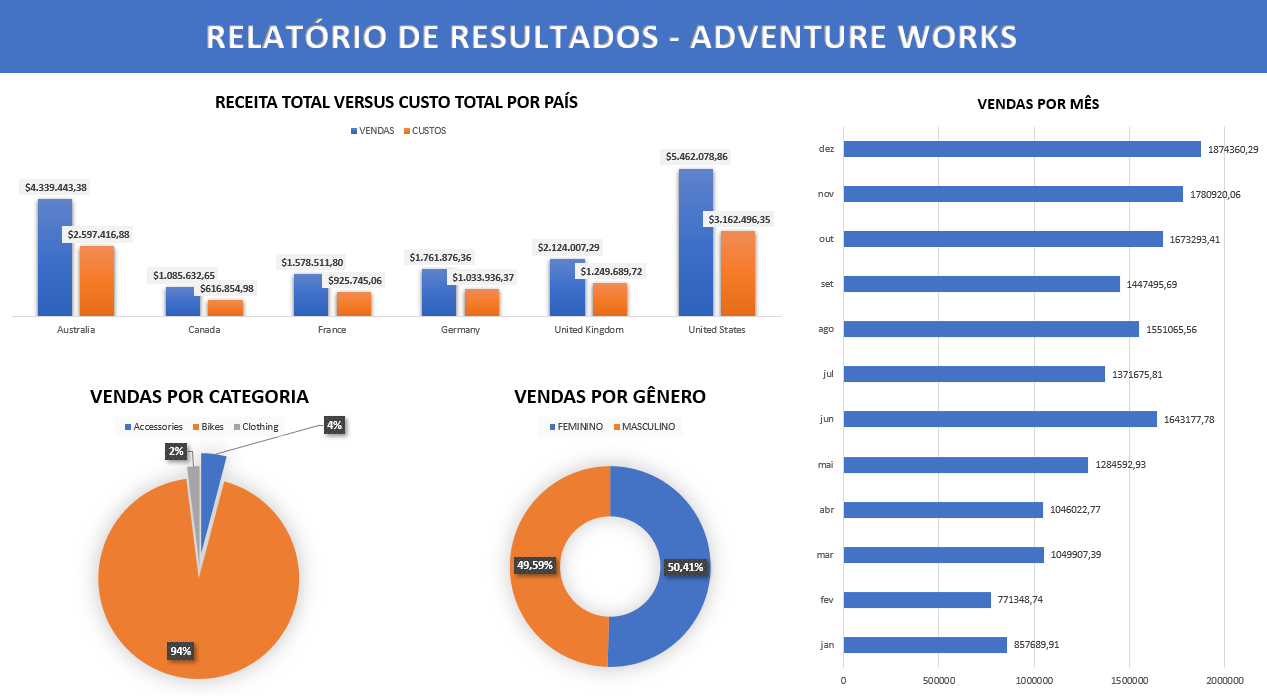 RELATÓRIO DE RESULTADOS - ADVENTURE WORKS
RECEITA TOTAL VERSUS CUSTO TOTAL POR PAÍS
VENDAS CUSTOS
$4.339.443,38
$2.597.416,88
$1.085.632,65
$616.854,98
$1.578.511,80
$925.745,06
$1.761.876,36
$1.033.936,37
$2.124.007,29
$1.249.689,72
$5.462.078,86
$3.162.496,35
Australia Canada France Germany United Kingdom United States
VENDAS POR CATEGORIA
Accessories Bikes Clothing
4%
2%
94%
VENDAS POR GÊNERO
FEMININO MASCULINO
49,59% 50,41%
VENDAS POR MÊS
dez 1874360,29
nov 1780920,06
out 1673293,41
set 1447495,69
ago 1551065,56
jul 1371675,81
jun 1643177,78
mai 1284592,93
abr 1046022,77
mar 1049907,39
fev 771348,74
jan 857689,91
0 500000 1000000 1500000 2000000